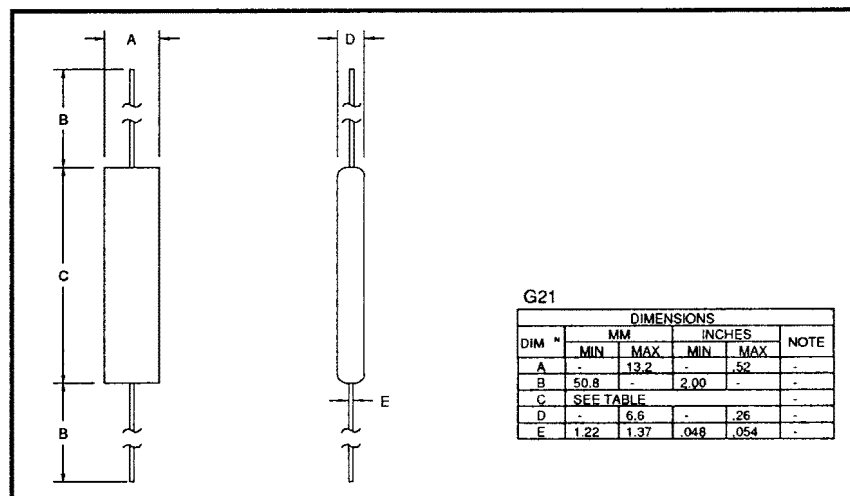 A
D
B
C
B
E
G21
DIMENSIONS
DIM N MM INCHES NOTE
MIN MAX MIN MAX
A - 13.2 - .52 -
B 50.8 - 2.00 - -
C SEE TABLE -
D - 6.6 - .26 -
E 1.22 1.37 .048 .054 -